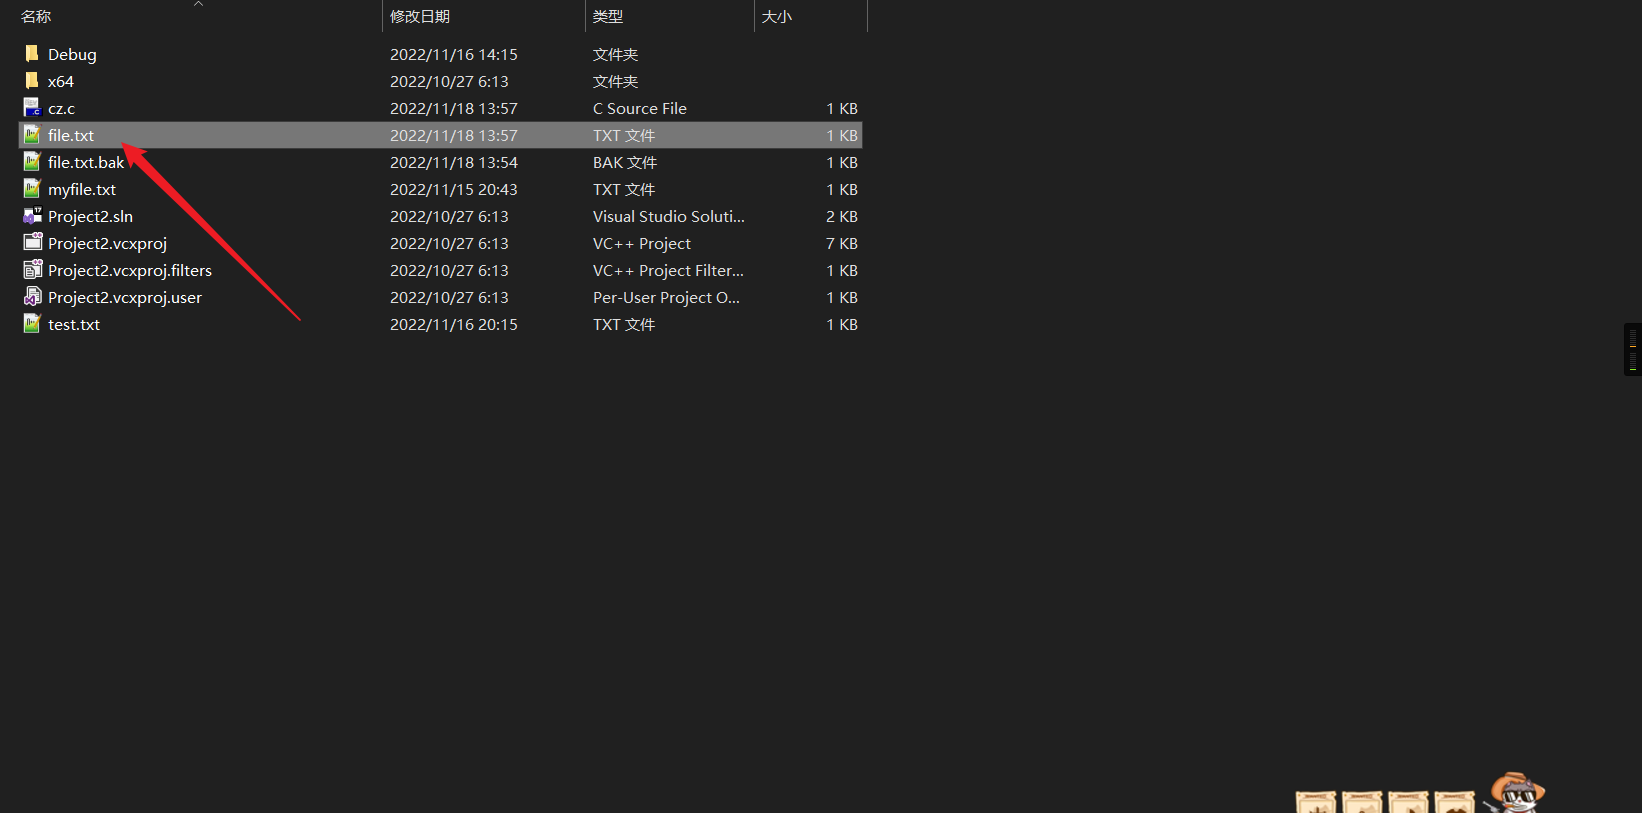 名称 修改日期 类型 大小
Debug 2022/11/16 14:15 文件夹
x64 2022/10/27 6:13 文件夹
cz.c 2022/11/18 13:57 C Source File 1 KB
file.txt 2022/11/18 13:57 TXT 文件 1 KB
file.txt.bak 2022/11/18 13:54 BAK 文件 1 KB
myfile.txt 2022/11/15 20:43 TXT 文件 1 KB
Project2.sln 2022/10/27 6:13 Visual Studio Soluti... 2 KB
Project2.vcxproj 2022/10/27 6:13 VC++ Project 7 KB
Project2.vcxproj.filters 2022/10/27 6:13 VC++ Project Filter... 1 KB
Project2.vcxproj.user 2022/10/27 6:13 Per-User Project O... 1 KB
test.txt 2022/11/16 20:15 TXT 文件 1 KB